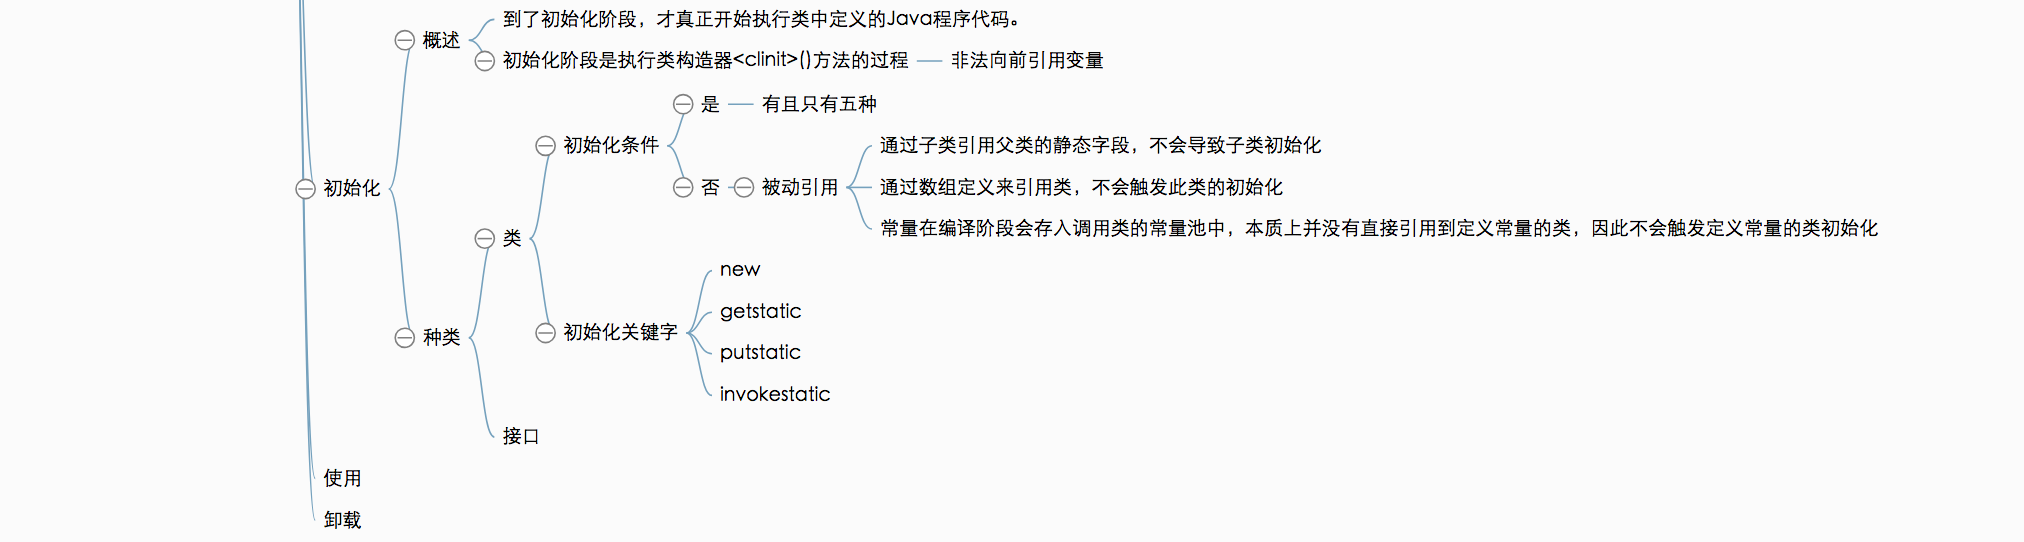 到了初始化阶段，才真正开始执行类中定义的Java程序代码。
概述
初始化阶段是执行类构造器<clinit>()方法的过程
非法向前引用变量
是
有且只有五种
初始化条件
通过子类引用父类的静态字段，不会导致子类初始化
初始化
否
被动引用
通过数组定义来引用类，不会触发此类的初始化
常量在编译阶段会存入调用类的常量池中，本质上并没有直接引用到定义常量的类，因此不会触发定义常量的类初始化
类
new
getstatic
种类
初始化关键字
putstatic
invokestatic
接口
使用
卸载